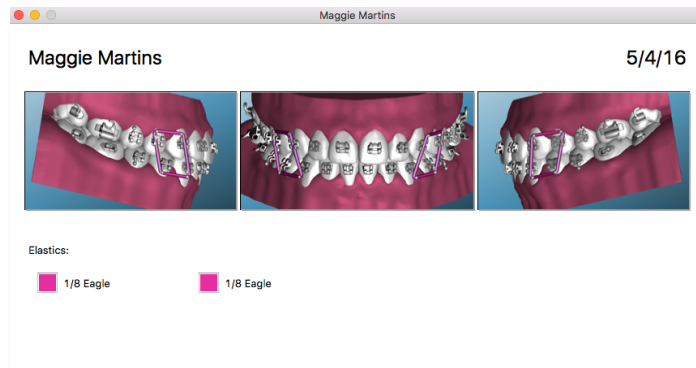 Maggie Martins
Maggie Martins 5/4/16
Elastics:
1/8 Eagle 1/8 Eagle